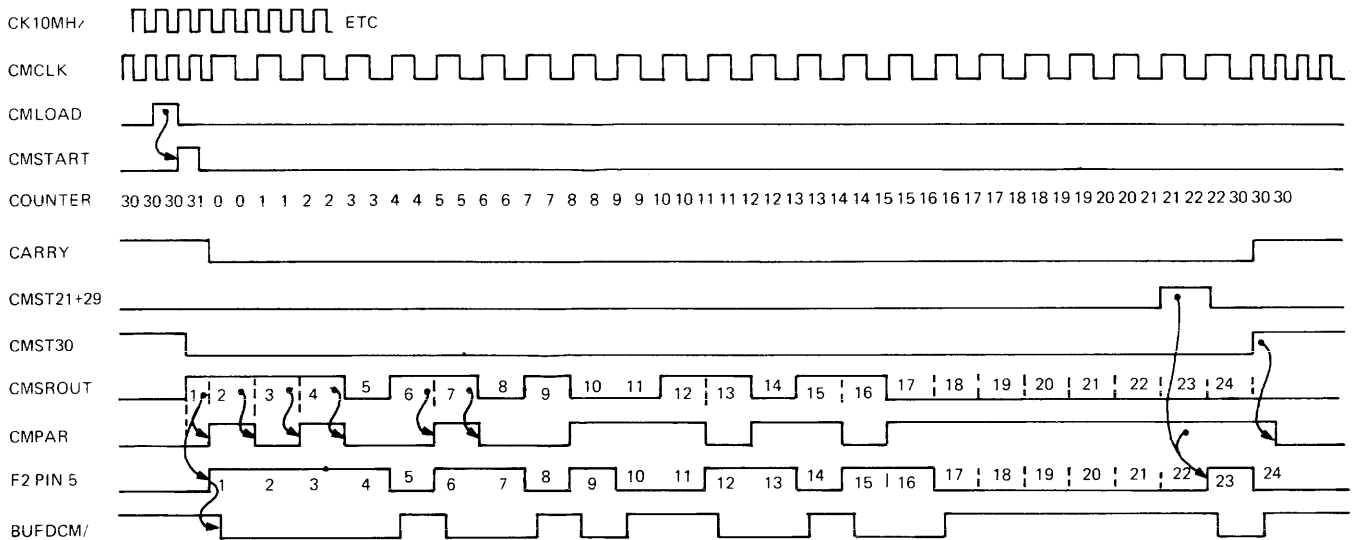 CK10MHz ETC
CMCLK
CMLOAD
CMSTART
COUNTER 30 30 30 31 0 0 1 1 2 2 3 3 4 4 5 5 6 6 7 7 8 8 9 9 10 10 11 11 12 12 13 13 14 14 15 15 16 16 17 17 18 18 19 19 20 20 21 21 22 22 30 30 30
CARRY
CMST21+29
CMST30
CMSROUT 1 2 3 4 5 6 7 8 9 10 11 12 13 14 15 16 17 18 19 20 21 22 23 24
CMPAR
F2 PIN 5 1 2 3 4 5 6 7 8 9 10 11 12 13 14 15 16 17 18 19 20 21 22 23 24
BUFDCM/